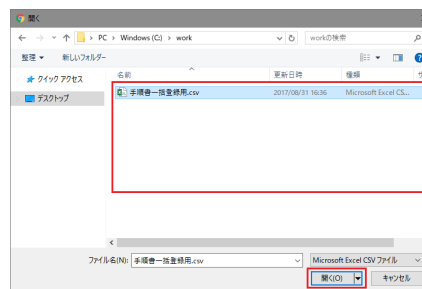 開く
PC > Windows (C:) > work
workの検索
整理 新しいフォルダー
クイック アクセス
デスクトップ
名前 更新日時 種類 サ
手順書一括登録用.csv 2017/08/31 16:36 Microsoft Excel CS...
ファイル名(N): 手順書一括登録用.csv Microsoft Excel CSV ファイル
開く(O) キャンセル